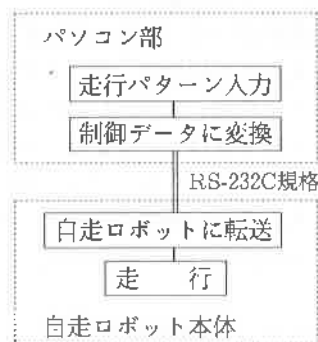 パソコン部
走行パターン入力
制御データに変換
RS-232C規格
自走ロボットに転送
走 行
自走ロボット本体